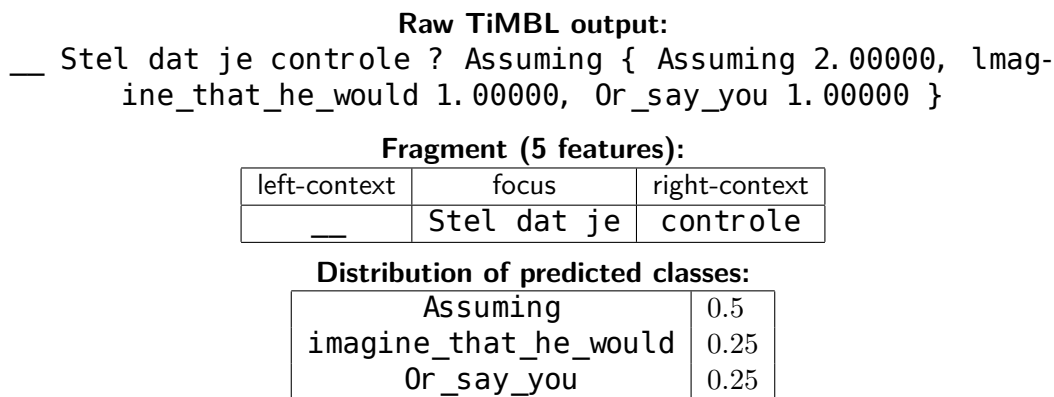 Raw TiMBL output:
__ Stel dat je controle ? Assuming { Assuming 2.00000, lmag-
ine_that_he_would 1.00000, Or_say_you 1.00000 }
Fragment (5 features):
left-context focus right-context
__ Stel dat je controle
Distribution of predicted classes:
Assuming 0.5
imagine_that_he_would 0.25
Or_say_you 0.25